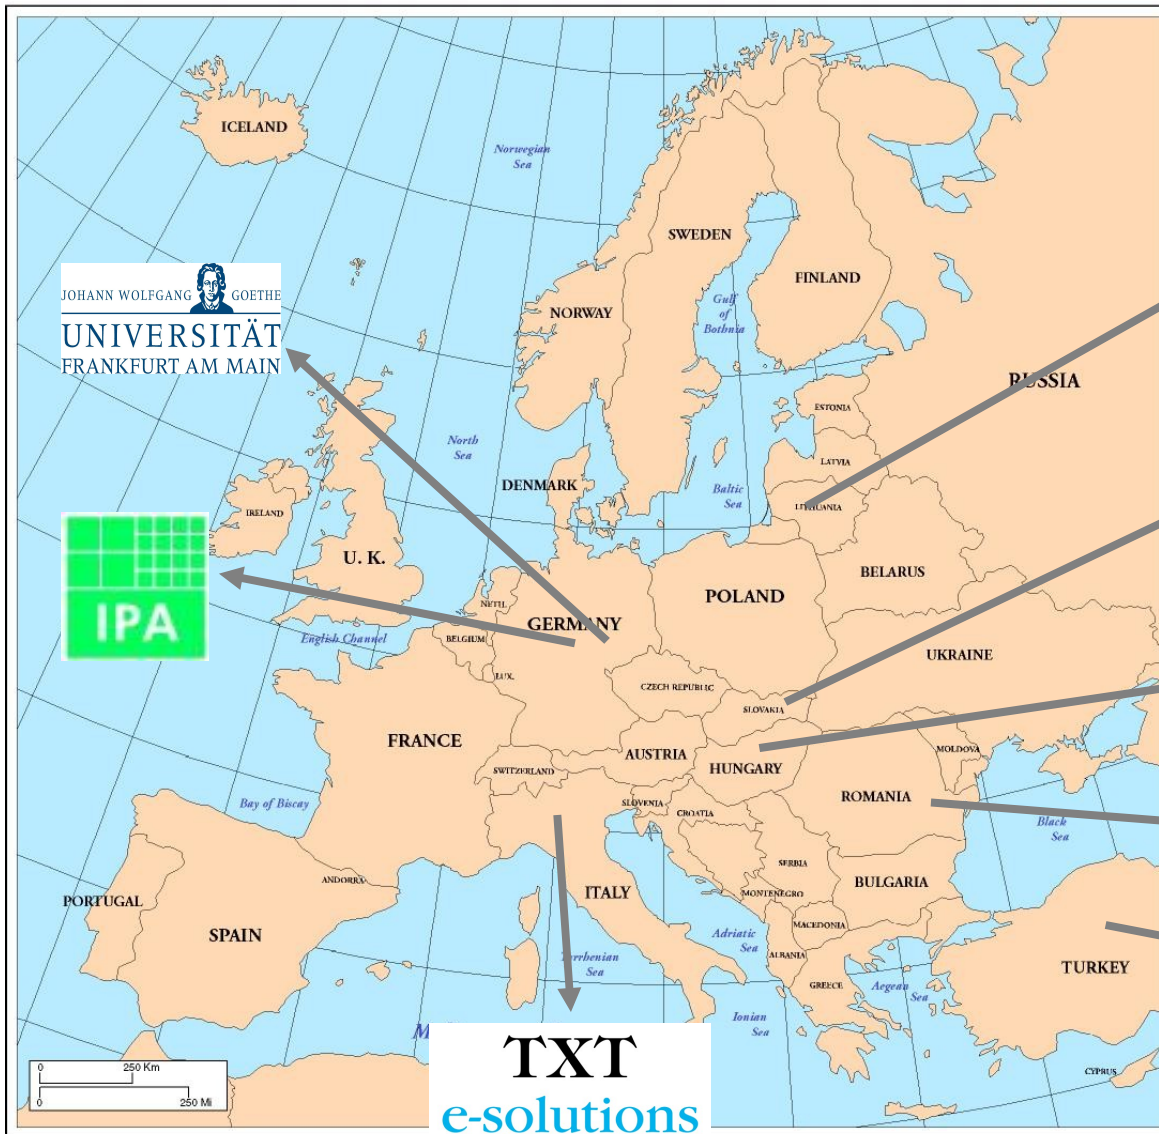 ICELAND
Norwegian
Sea
SWEDEN
FINLAND
JOHANN WOLFGANG GOETHE
UNIVERSITÄT
FRANKFURT AM MAIN
NORWAY
Gulf
of
Bothnia
RUSSIA
ESTONIA
North
Sea
LATVIA
DENMARK
Baltic
Sea
LITHUANIA
IRELAND
U. K.
BELARUS
IPA
POLAND
NETH.
GERMANY
English Channel
BELGIUM
UKRAINE
LUX.
CZECH REPUBLIC
SLOVAKIA
FRANCE
AUSTRIA
MOLDOVA
HUNGARY
SWITZERLAND
ROMANIA
Bay of Biscay
SLOVENIA
CROATIA
Black
Sea
SERBIA
ANDORRA
ITALY
BULGARIA
MONTENEGRO
PORTUGAL
MACEDONIA
SPAIN
Adriatic
Sea
ALBANIA
Sea
TURKEY
GREECE
Aegean
Sea
Ionian
Sea
M
TXT
e-solutions
CYPRUS
0 250 Km
0 250 Mi